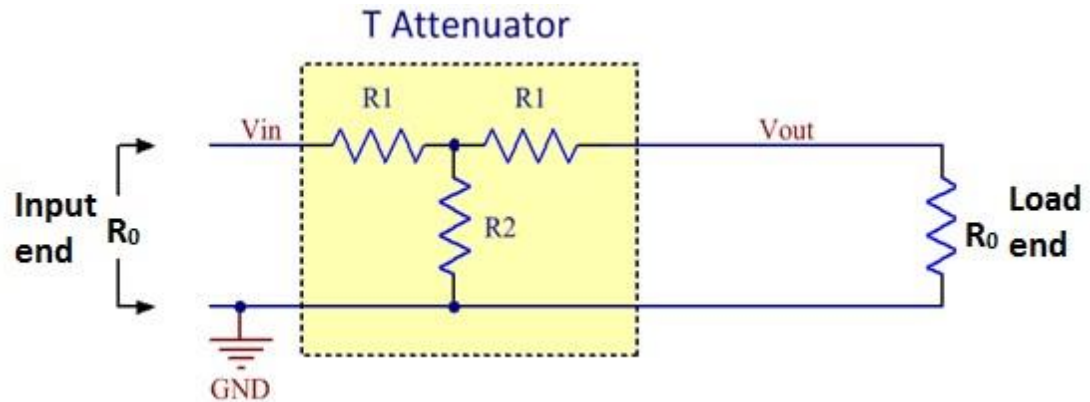 T Attenuator
R1 R1
Vin Vout
Input
end
R₀
R2
R₀
Load
end
GND